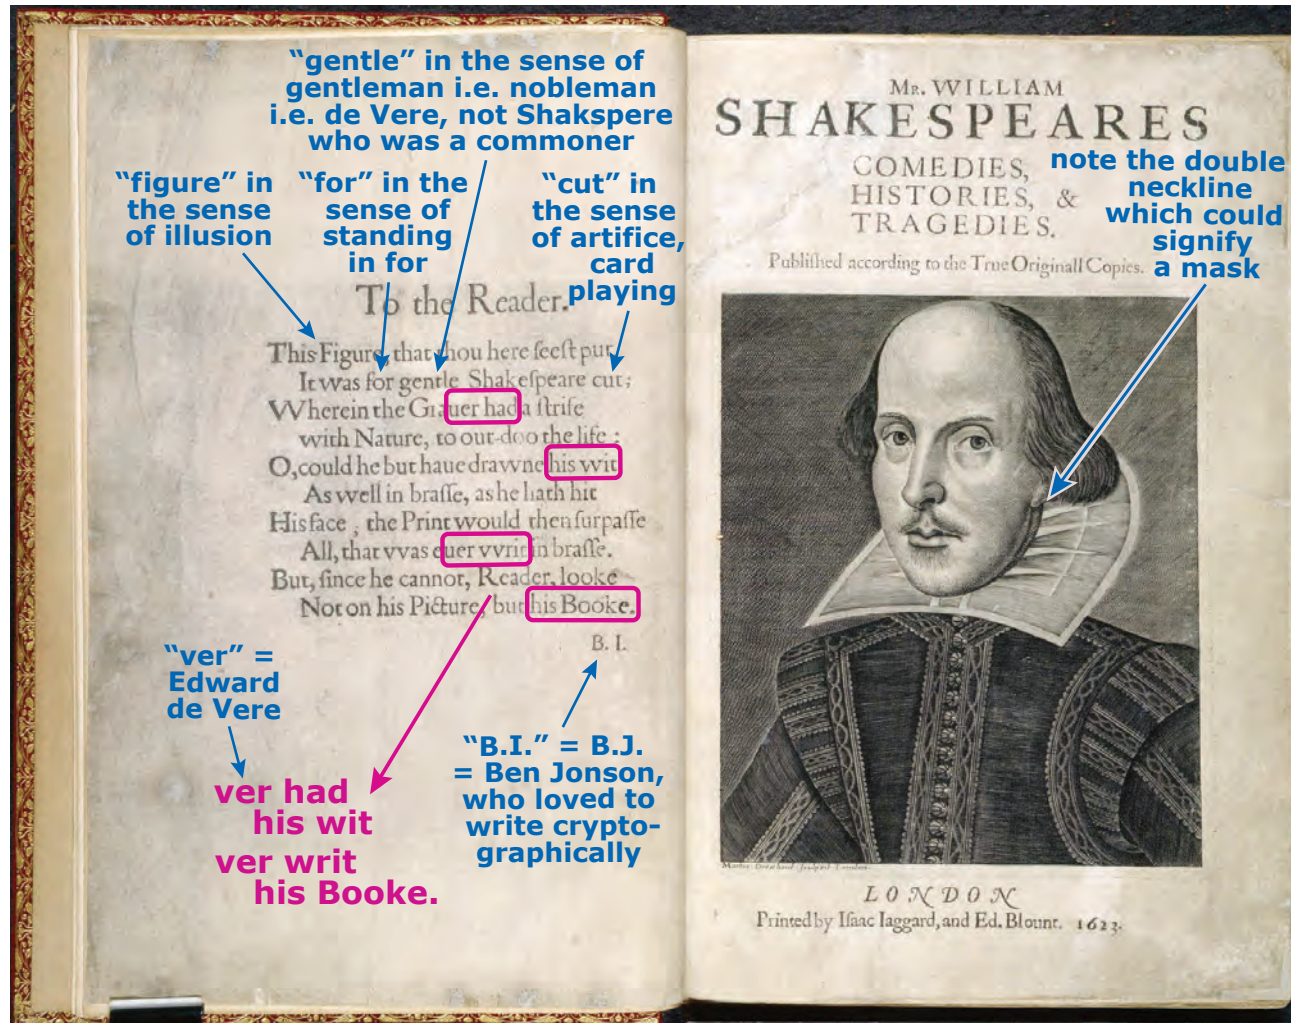 “gentle” in the sense of
gentleman i.e. nobleman
i.e. de Vere, not Shakspere
who was a commoner
“figure” in
the sense
of illusion
“for” in the
sense of
standing
in for
“cut” in
the sense
of artifice,
card
playing
To the Reader.
This Figure, that thou here ſeeſt put,
It was for gentle Shakeſpeare cut;
VVherein the Grauer had a ſtrife
with Nature, to out-doo the life :
O, could he but haue dravvne his vvit
As well in braſſe, as he hath hit
His face ; the Print would then ſurpaſſe
All, that vvas euer vvrit in braſſe.
But, ſince he cannot, Reader, looke
Not on his Picture, but his Booke.
B. I.
“ver” =
Edward
de Vere
ver had
his wit
ver writ
his Booke.
“B.I.” = B.J.
= Ben Jonson,
who loved to
write crypto-
graphically
Mr. VVILLIAM
SHAKESPEARES
COMEDIES,
HISTORIES, &
TRAGEDIES.
Publiſhed according to the True Originall Copies.
note the double
neckline
which could
signify
a mask
Martin Droeshout ſculpſit London.
LONDON
Printed by Iſaac Iaggard, and Ed. Blount. 1623.